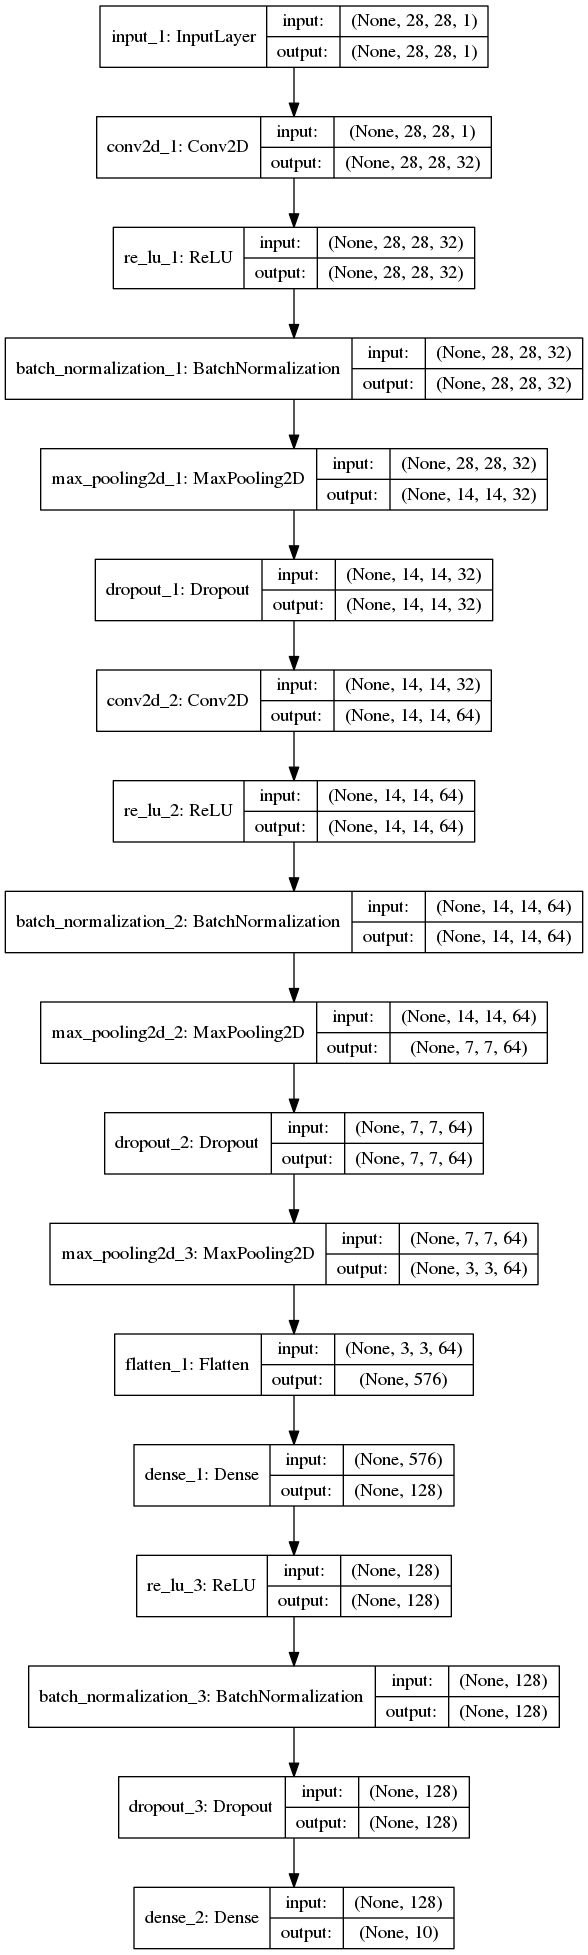 input_1: InputLayer
input: (None, 28, 28, 1)
output: (None, 28, 28, 1)
conv2d_1: Conv2D
input: (None, 28, 28, 1)
output: (None, 28, 28, 32)
re_lu_1: ReLU
input: (None, 28, 28, 32)
output: (None, 28, 28, 32)
batch_normalization_1: BatchNormalization
input: (None, 28, 28, 32)
output: (None, 28, 28, 32)
max_pooling2d_1: MaxPooling2D
input: (None, 28, 28, 32)
output: (None, 14, 14, 32)
dropout_1: Dropout
input: (None, 14, 14, 32)
output: (None, 14, 14, 32)
conv2d_2: Conv2D
input: (None, 14, 14, 32)
output: (None, 14, 14, 64)
re_lu_2: ReLU
input: (None, 14, 14, 64)
output: (None, 14, 14, 64)
batch_normalization_2: BatchNormalization
input: (None, 14, 14, 64)
output: (None, 14, 14, 64)
max_pooling2d_2: MaxPooling2D
input: (None, 14, 14, 64)
output: (None, 7, 7, 64)
dropout_2: Dropout
input: (None, 7, 7, 64)
output: (None, 7, 7, 64)
max_pooling2d_3: MaxPooling2D
input: (None, 7, 7, 64)
output: (None, 3, 3, 64)
flatten_1: Flatten
input: (None, 3, 3, 64)
output: (None, 576)
dense_1: Dense
input: (None, 576)
output: (None, 128)
re_lu_3: ReLU
input: (None, 128)
output: (None, 128)
batch_normalization_3: BatchNormalization
input: (None, 128)
output: (None, 128)
dropout_3: Dropout
input: (None, 128)
output: (None, 128)
dense_2: Dense
input: (None, 128)
output: (None, 10)